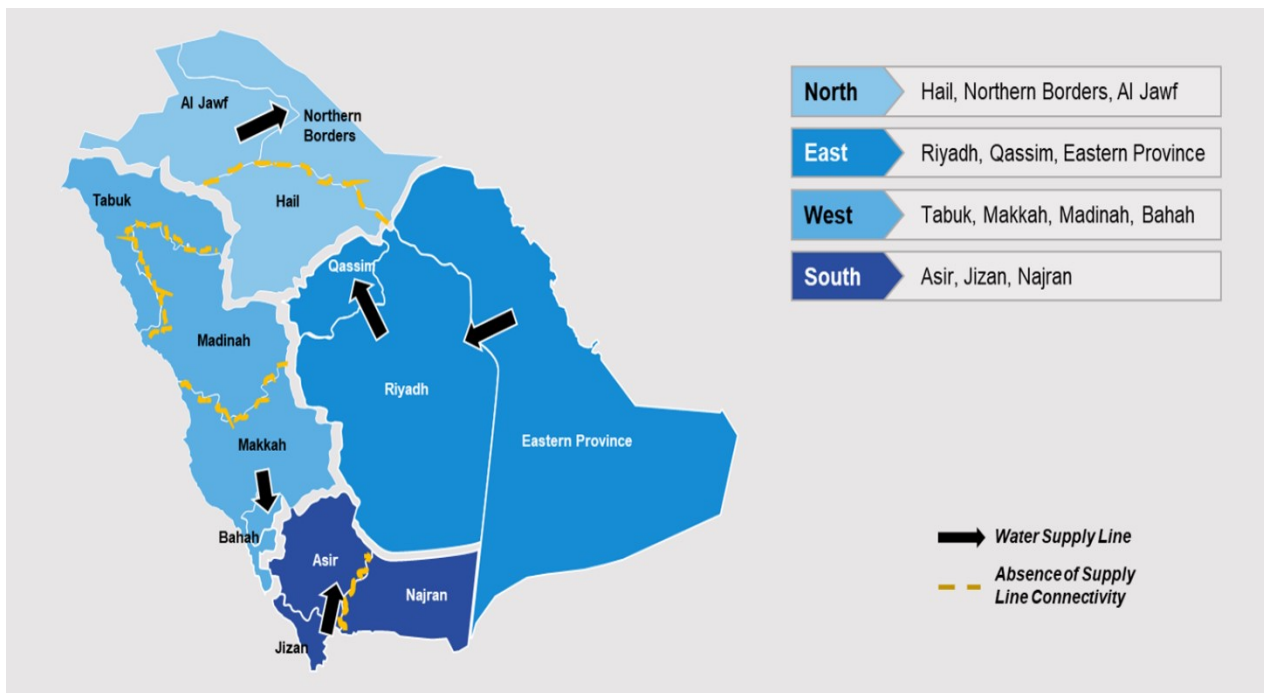 Al Jawf
Northern
Borders
Tabuk
Hail
Qassim
Madinah
Riyadh
Eastern Province
Makkah
Bahah
Asir
Najran
Jizan
North Hail, Northern Borders, Al Jawf
East Riyadh, Qassim, Eastern Province
West Tabuk, Makkah, Madinah, Bahah
South Asir, Jizan, Najran
Water Supply Line
Absence of Supply
Line Connectivity